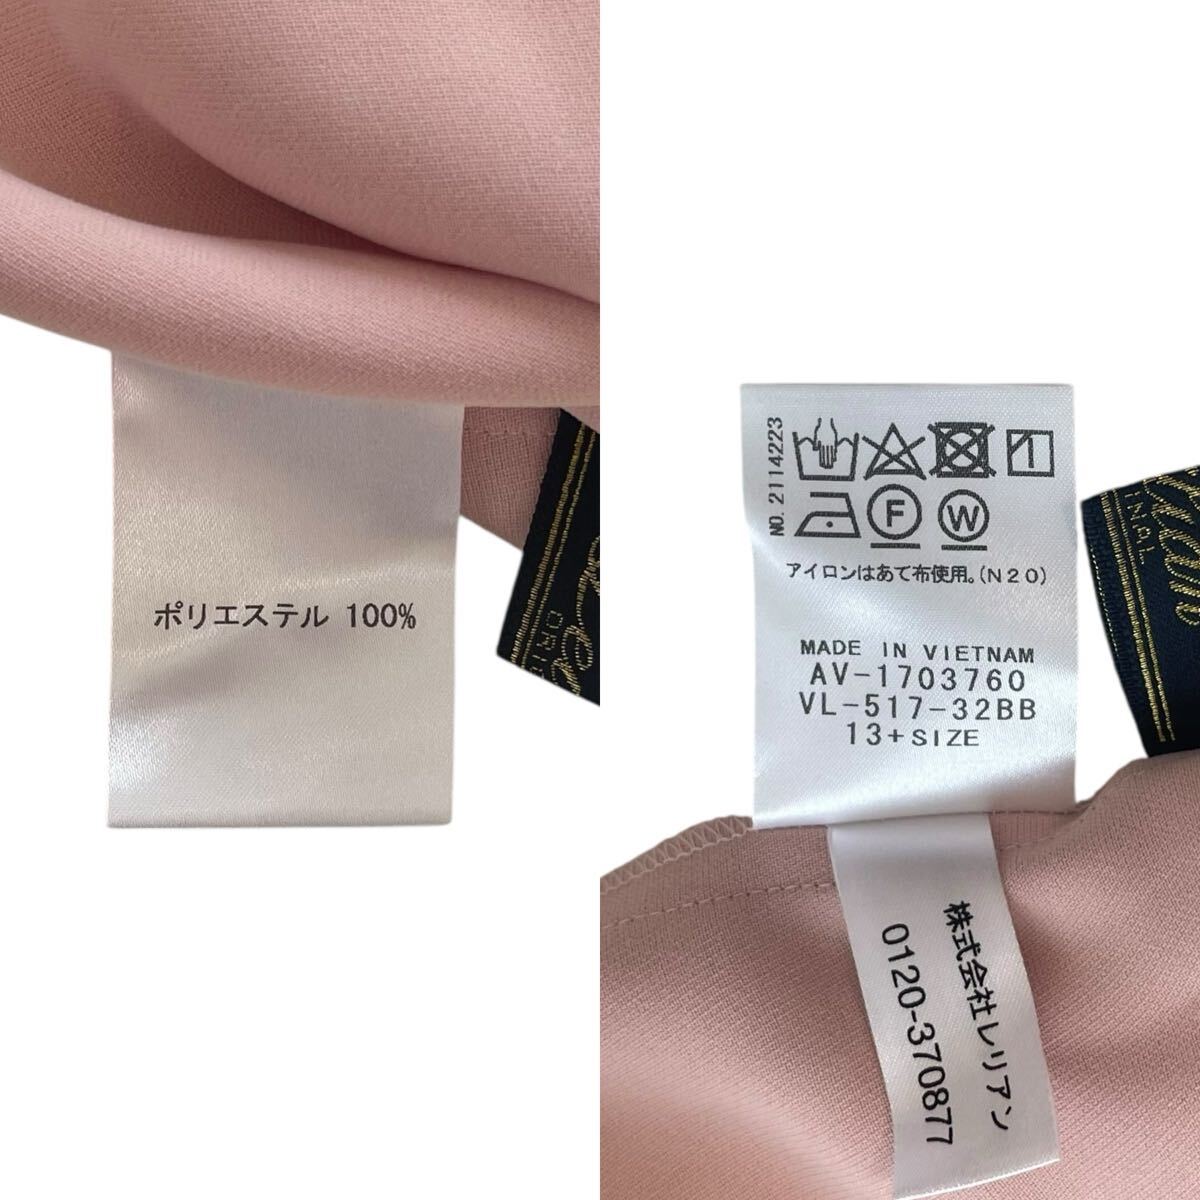 ポリエステル 100%
ORI
NO. 2114223
F W
アイロンはあて布使用。(N20)
MADE IN VIETNAM
AV-1703760
VL-517-32BB
13+SIZE
INAL
株式会社レリアン
0120-370877